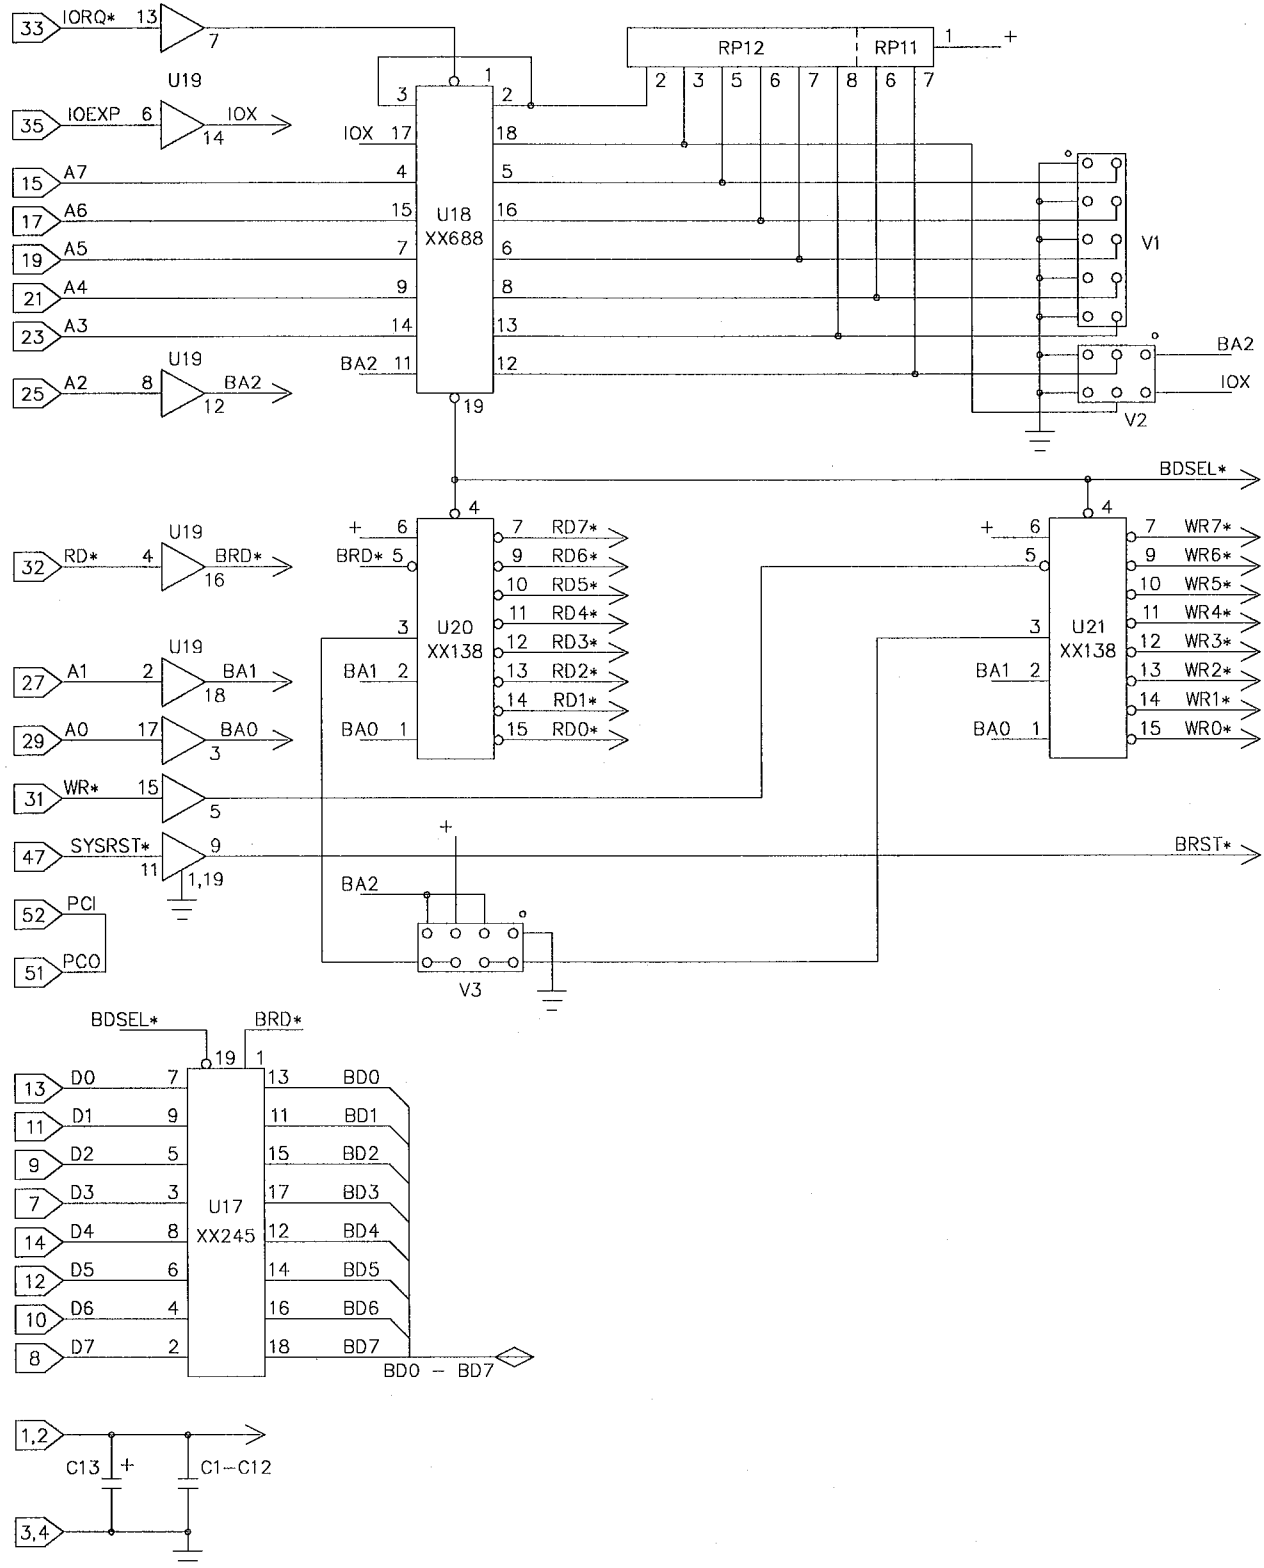 33 IORQ* 13 7
RP12 RP11 1 +
2 3 5 6 7 8 6 7
U19
1
3 2
35 IOEXP 6 IOX 14
IOX 17 18
15 A7 4 5
17 A6 15 16
U18
XX688
V1
19 A5 7 6
21 A4 9 8
23 A3 14 13
U19
BA2 11 12
BA2
25 A2 8 BA2 12
IOX
19
V2
BDSEL*
4 4
U19
+ 6 7 RD7*
+ 6 7 WR7*
32 RD* 4 BRD* 16
BRD* 5 9 RD6*
5 9 WR6*
10 RD5*
10 WR5*
11 RD4*
11 WR4*
3 U20 12 RD3*
3 U21 12 WR3*
XX138
XX138
U19
27 A1 2 BA1 18
BA1 2 13 RD2*
BA1 2 13 WR2*
14 RD1*
14 WR1*
29 A0 17 BA0 3
BA0 1 15 RD0*
BA0 1 15 WR0*
31 WR* 15 5
+
47 SYSRST* 11 9 1,19
BRST*
BA2
52 PCI
51 PCO
V3
BDSEL* BRD*
19 1
13 D0 7 13 BD0
11 D1 9 11 BD1
9 D2 5 15 BD2
7 D3 3 17 BD3
U17
XX245
14 D4 8 12 BD4
12 D5 6 14 BD5
10 D6 4 16 BD6
8 D7 2 18 BD7
BD0 - BD7
1,2
C13 + C1-C12
3,4